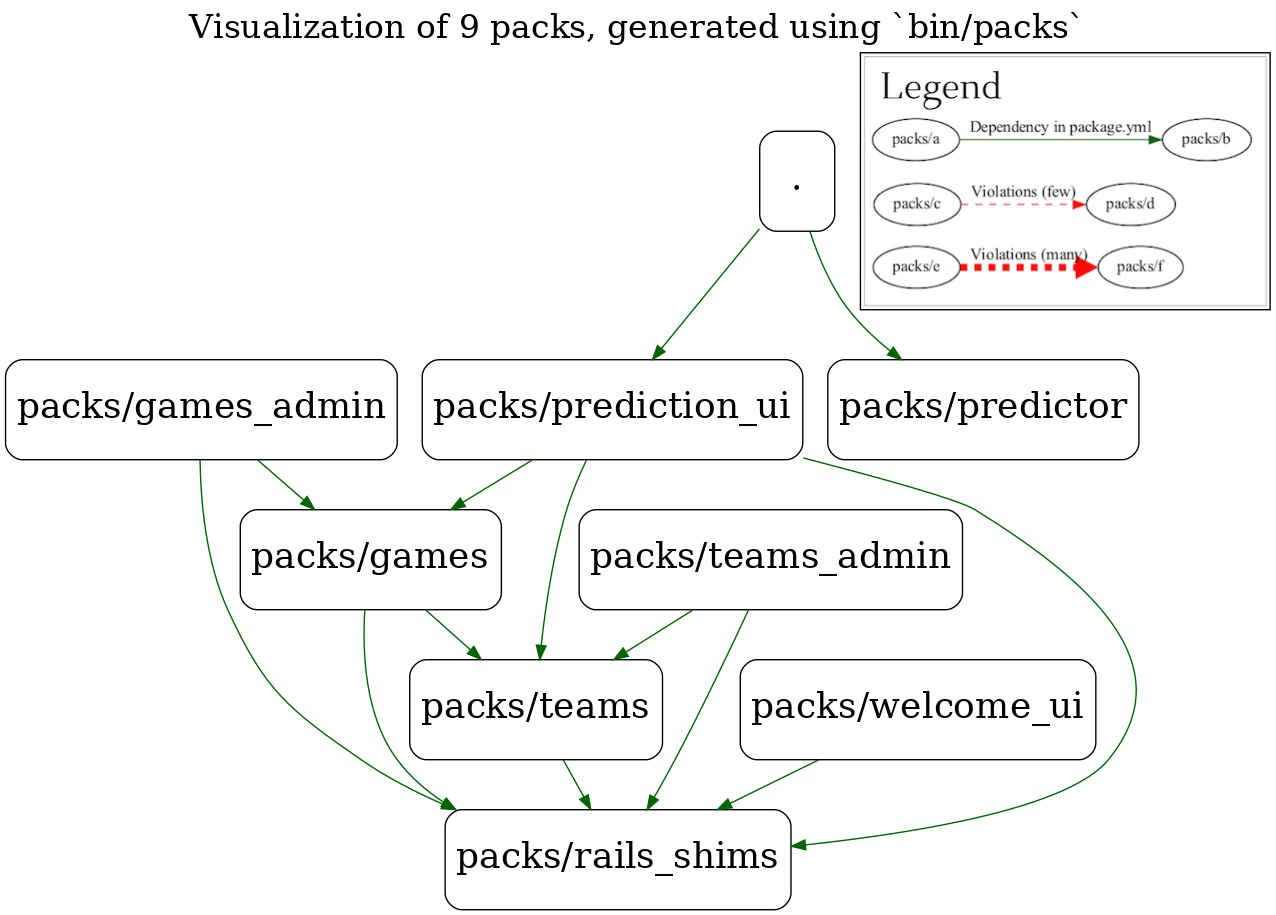 Visualization of 9 packs, generated using `bin/packs`
Legend
packs/a Dependency in package.yml packs/b
packs/c Violations (few) packs/d
packs/e Violations (many) packs/f
.
packs/games_admin packs/prediction_ui packs/predictor
packs/games packs/teams_admin
packs/teams packs/welcome_ui
packs/rails_shims